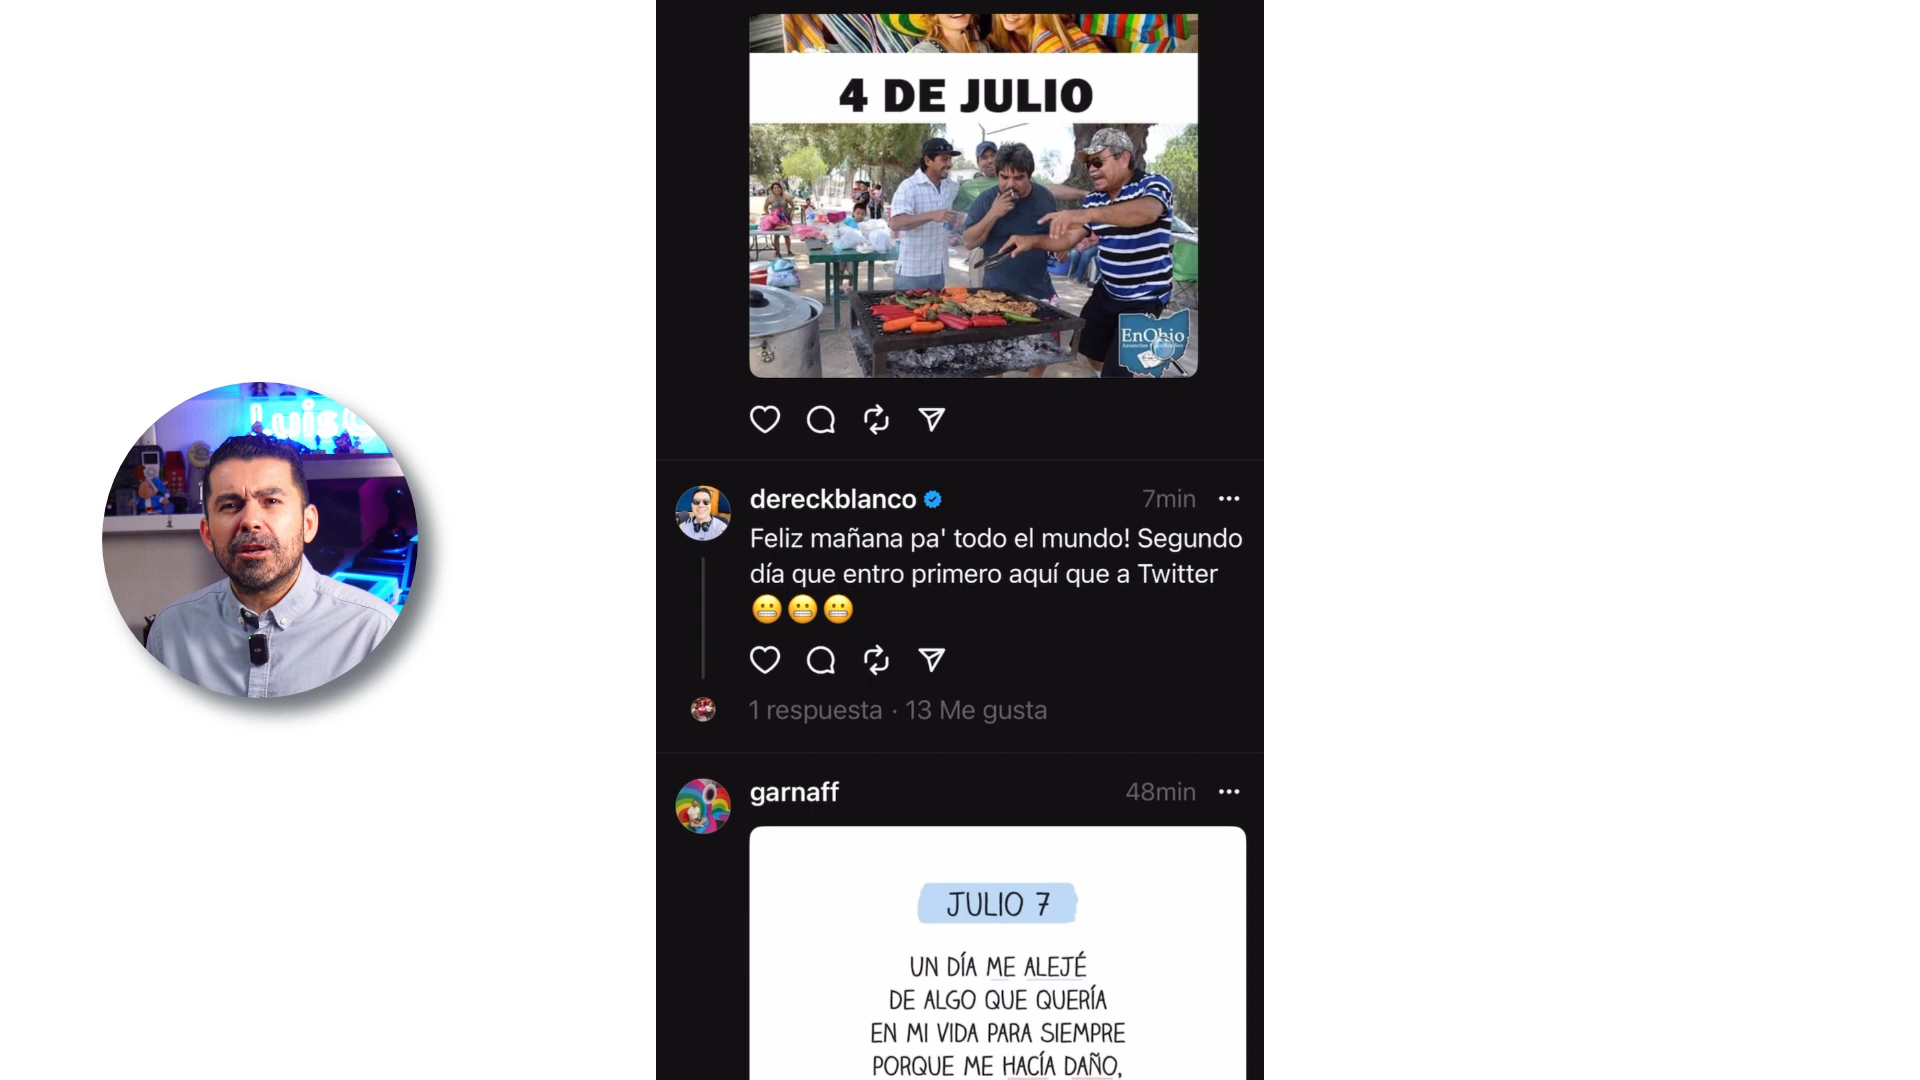 4 DE JULIO
EnOhio
Luis
dereckblanco
7min
Feliz mañana pa' todo el mundo! Segundo
día que entro primero aquí que a Twitter
😬😬😬
1 respuesta · 13 Me gusta
garnaff
48min
JULIO 7
UN DÍA ME ALEJÉ
DE ALGO QUE QUERÍA
EN MI VIDA PARA SIEMPRE
PORQUE ME HACÍA DAÑO,